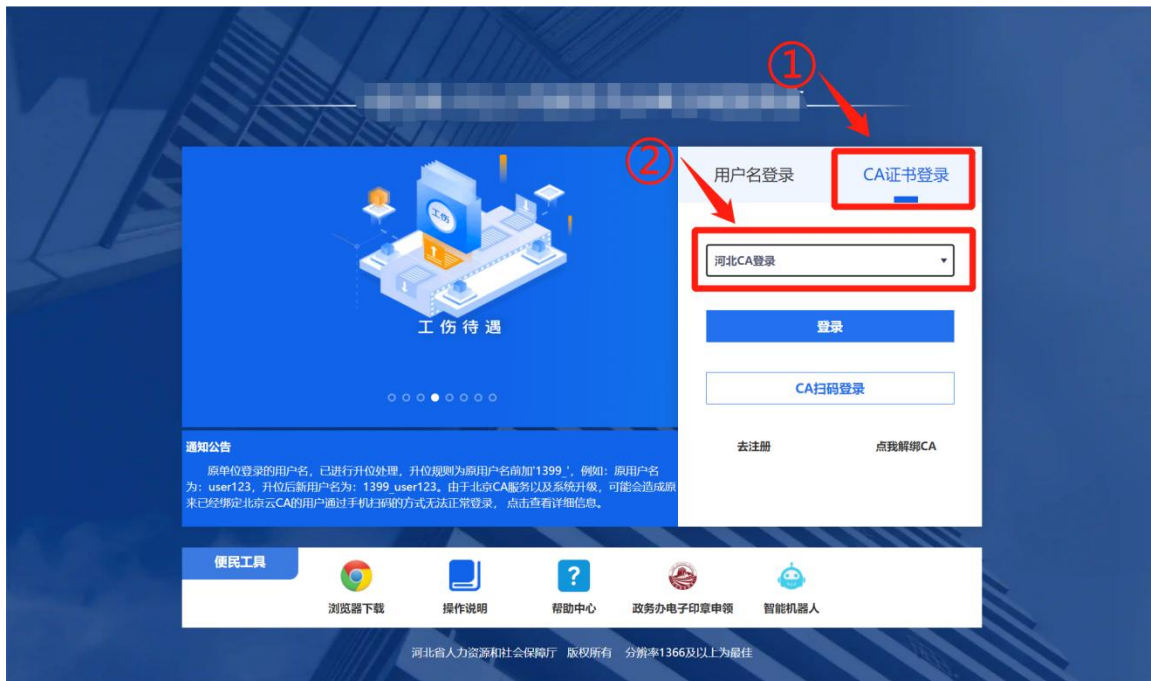 ①
②
用户名登录
CA证书登录
河北CA登录
工伤
工伤待遇
登录
CA扫码登录
去注册
点我解绑CA
通知公告
原单位登录的用户名，已进行升位处理，升位规则为原用户名前加'1399_'，例如：原用户名
为：user123，升位后新用户名为：1399_user123。由于北京CA服务以及系统升级，可能会造成原
来已经绑定北京云CA的用户通过手机扫码的方式无法正常登录， 点击查看详细信息。
便民工具
浏览器下载
操作说明
帮助中心
政务办电子印章申领
智能机器人
河北省人力资源和社会保障厅 版权所有 分辨率1366及以上为最佳